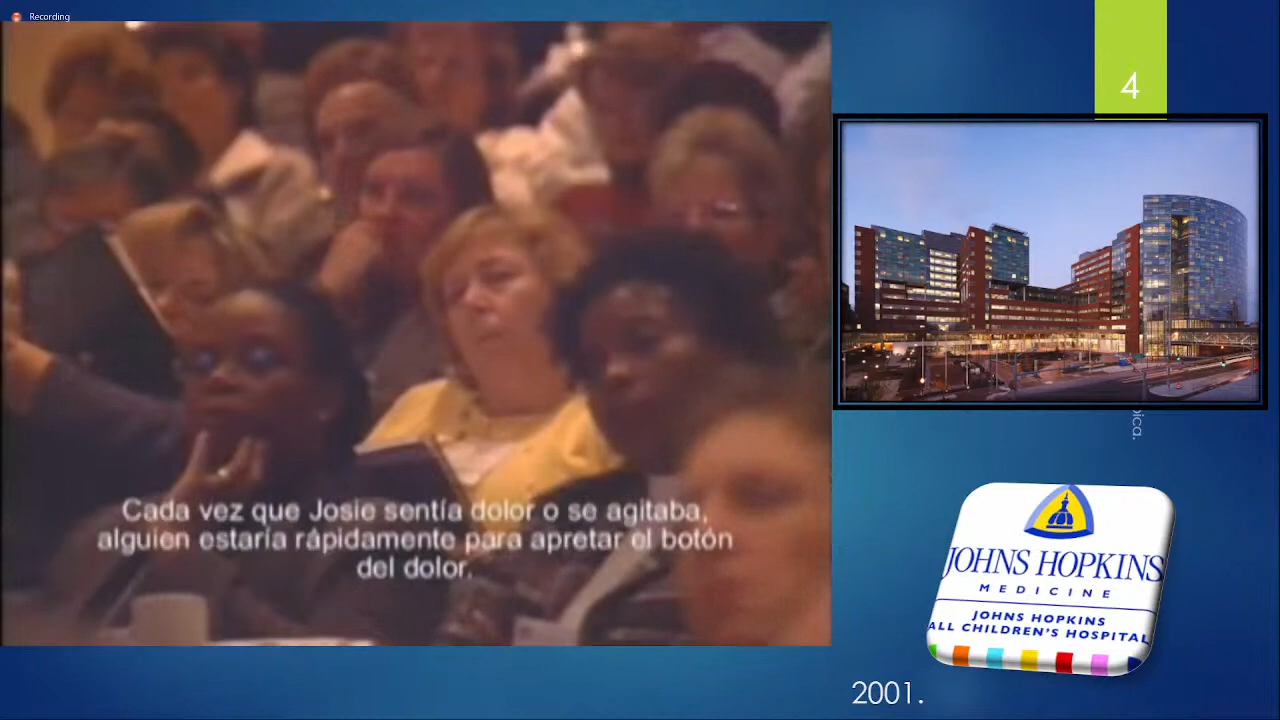 Recording
4
Cada vez que Josie sentía dolor o se agitaba,
alguien estaría rápidamente para apretar el botón
del dolor.
JOHNS HOPKINS
MEDICINE
JOHNS HOPKINS
ALL CHILDREN'S HOSPITAL
2001.